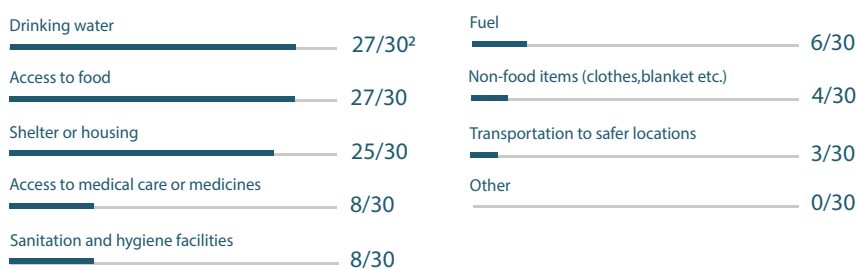 Drinking water
27/30²
Access to food
27/30
Shelter or housing
25/30
Access to medical care or medicines
8/30
Sanitation and hygiene facilities
8/30
Fuel
6/30
Non-food items (clothes,blanket etc.)
4/30
Transportation to safer locations
3/30
Other
0/30